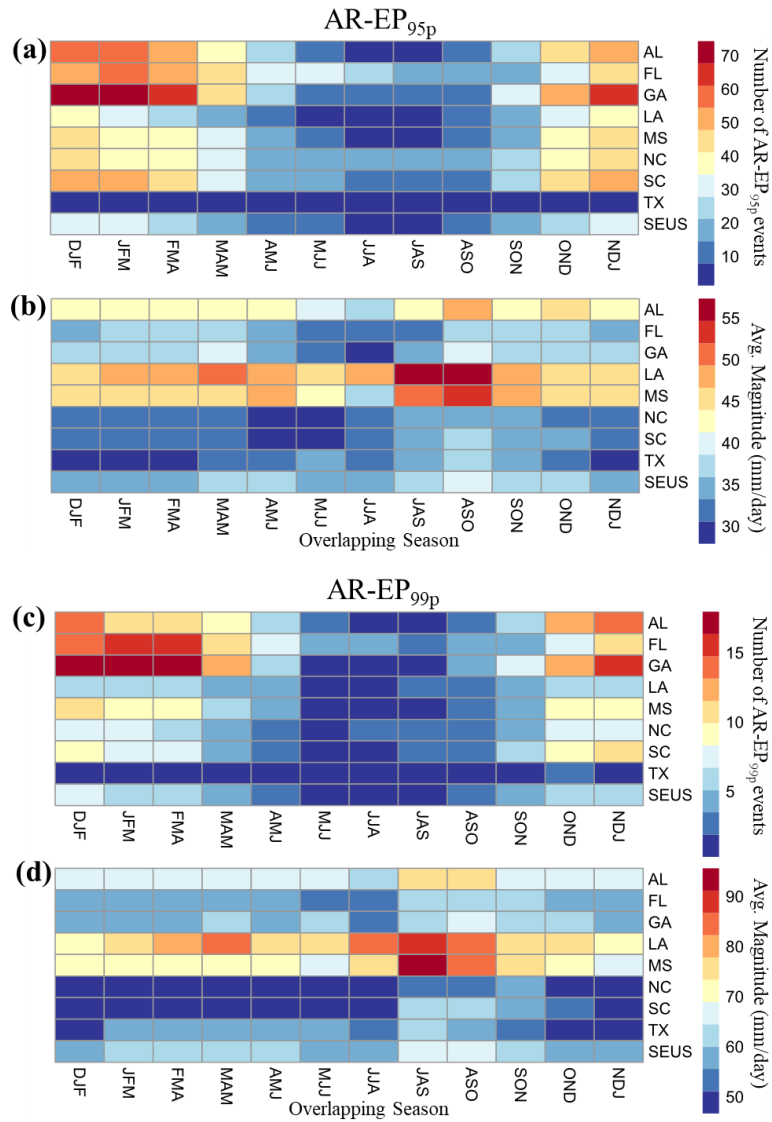 AR-EP95p
(a)
AL
FL
GA
LA
MS
NC
SC
TX
SEUS
DJF JFM FMA MAM AMJ MJJ JJA JAS ASO SON OND NDJ
70
60
50
40
30
20
10
Number of AR-EP95p events
(b)
AL
FL
GA
LA
MS
NC
SC
TX
SEUS
DJF JFM FMA MAM AMJ MJJ JJA JAS ASO SON OND NDJ
Overlapping Season
55
50
45
40
35
30
Avg. Magnitude (mm/day)
AR-EP99p
(c)
AL
FL
GA
LA
MS
NC
SC
TX
SEUS
DJF JFM FMA MAM AMJ MJJ JJA JAS ASO SON OND NDJ
15
10
5
Number of AR-EP99p events
(d)
AL
FL
GA
LA
MS
NC
SC
TX
SEUS
DJF JFM FMA MAM AMJ MJJ JJA JAS ASO SON OND NDJ
Overlapping Season
90
80
70
60
50
Avg. Magnitude (mm/day)